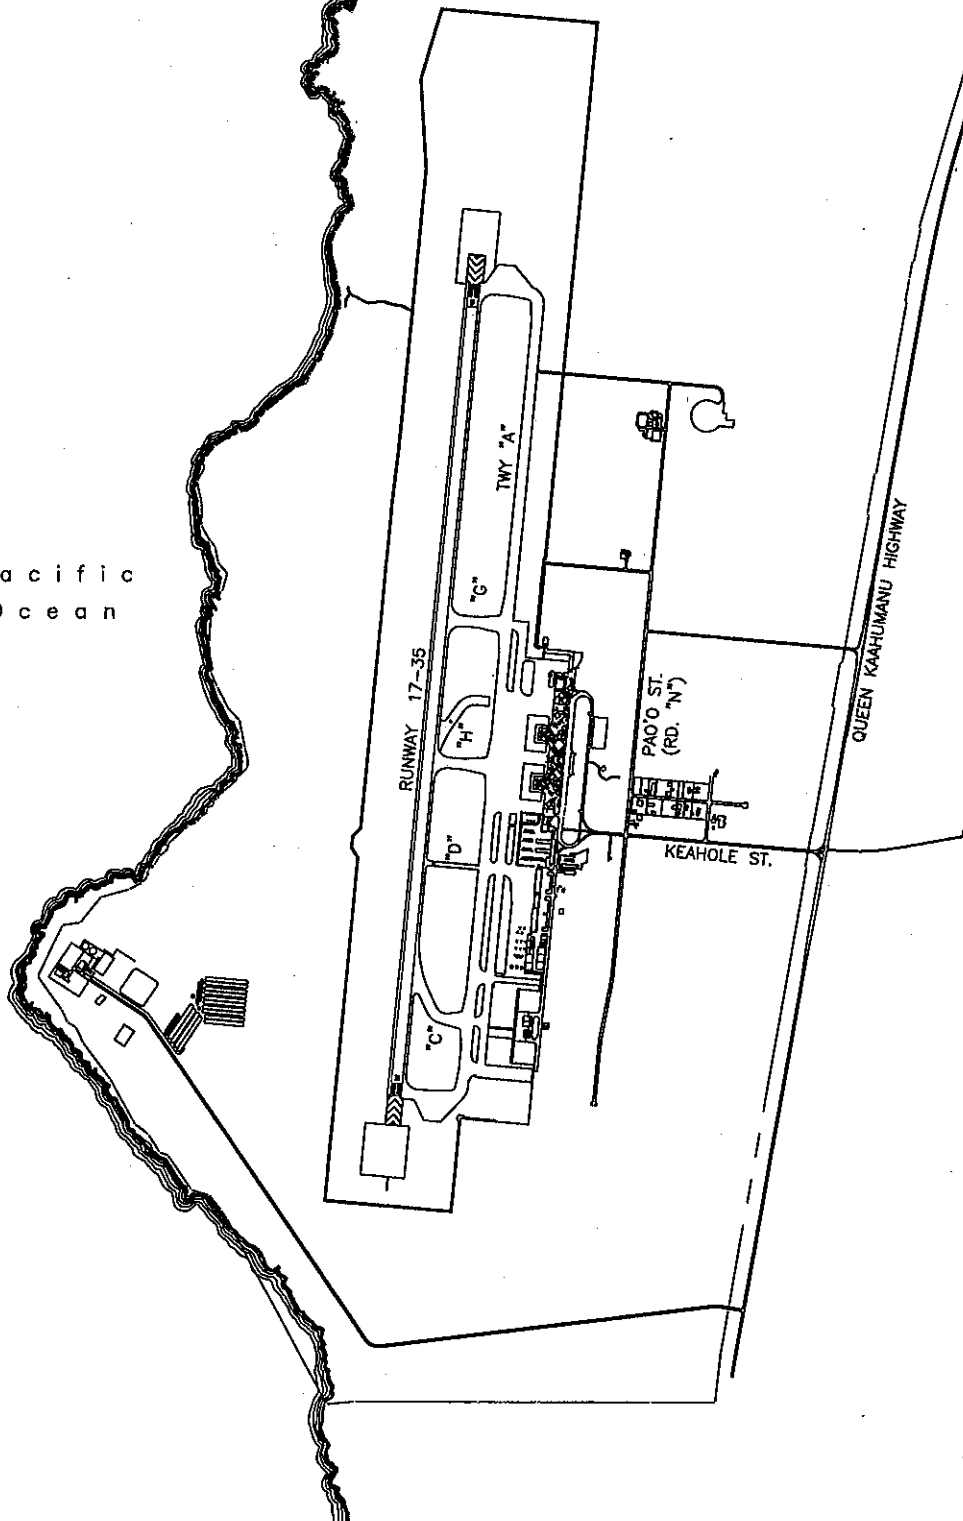 acific
cean
RUNWAY 17-35
TWY "A"
"G"
"H"
"D"
"C"
PAO'O ST.
(RD. "N")
KEAHOLE ST.
QUEEN KAAHUMANU HIGHWAY